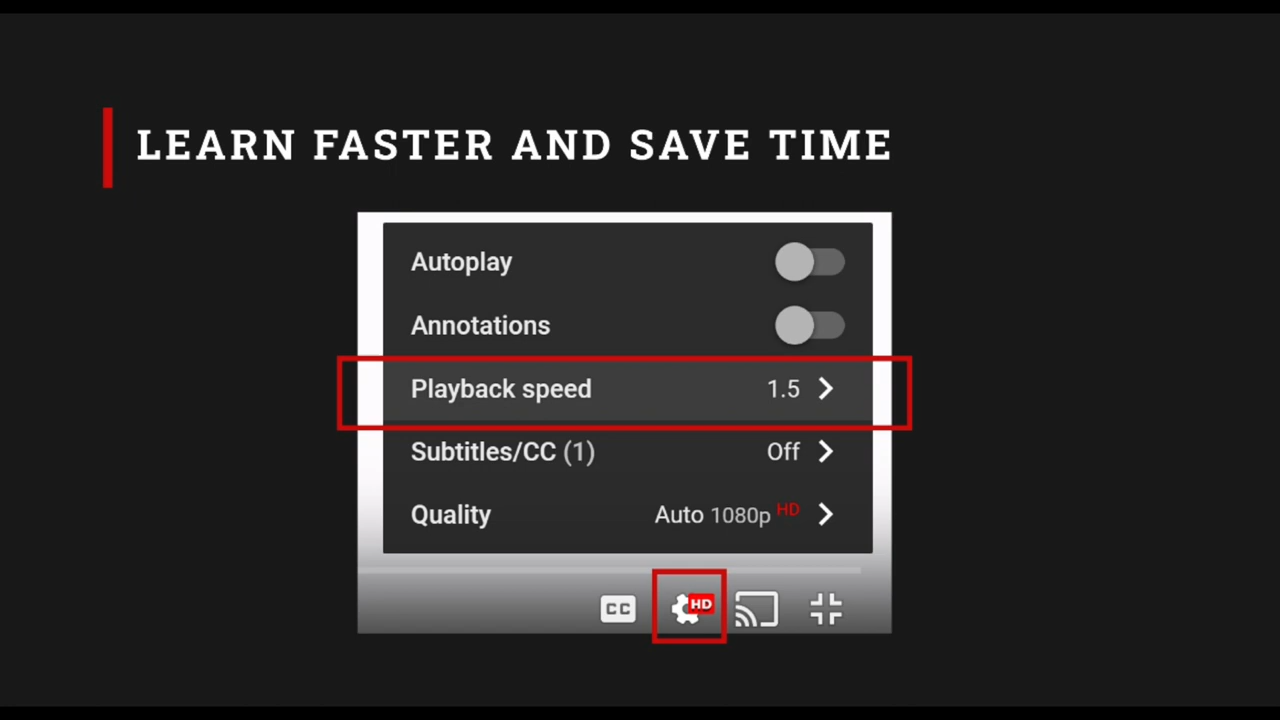 LEARN FASTER AND SAVE TIME
Autoplay
Annotations
Playback speed 1.5
Subtitles/CC (1) Off
Quality Auto 1080p HD
CC HD